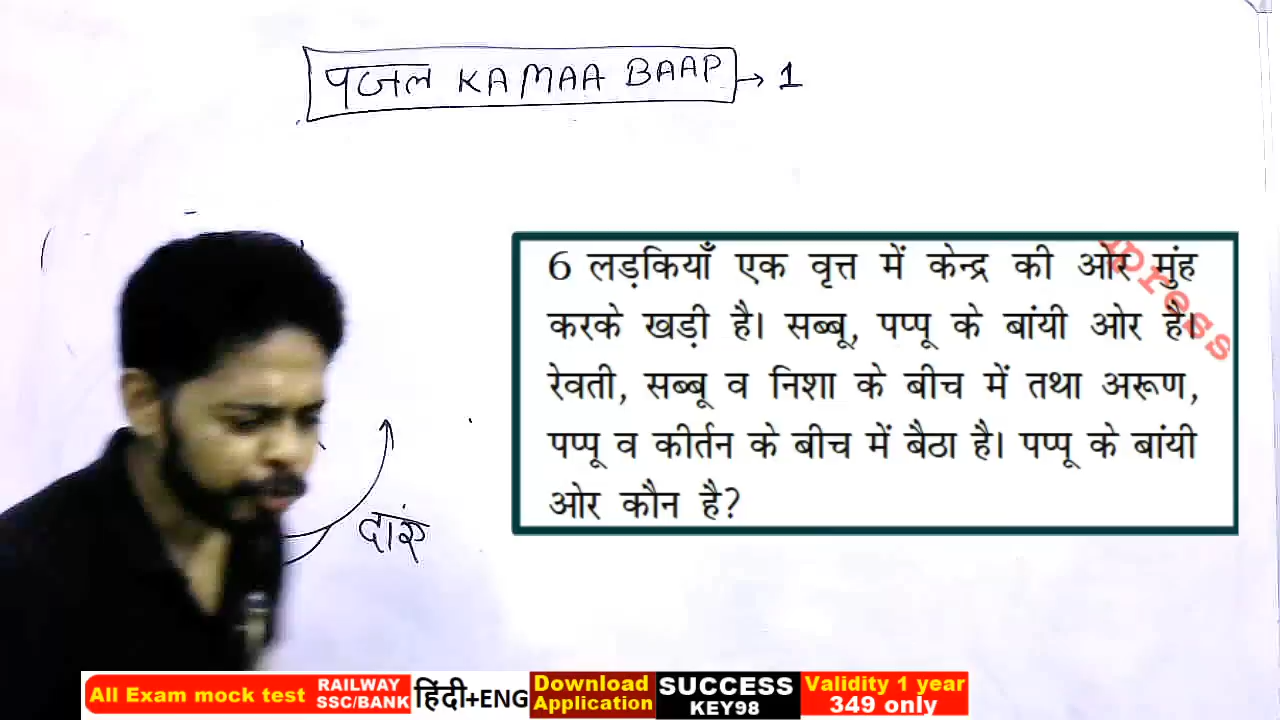 पजल KAMAA BAAP → 1
6 लड़कियाँ एक वृत्त में केन्द्र की ओर मुंह
करके खड़ी है। सब्बू, पप्पू के बांयी ओर है।
रेवती, सब्बू व निशा के बीच में तथा अरूण,
पप्पू व कीर्तन के बीच में बैठा है। पप्पू के बांयी
ओर कौन है?
press
दाएं
All Exam mock test
RAILWAY
SSC/BANK
हिंदी+ENG
Download
Application
SUCCESS
KEY98
Validity 1 year
349 only